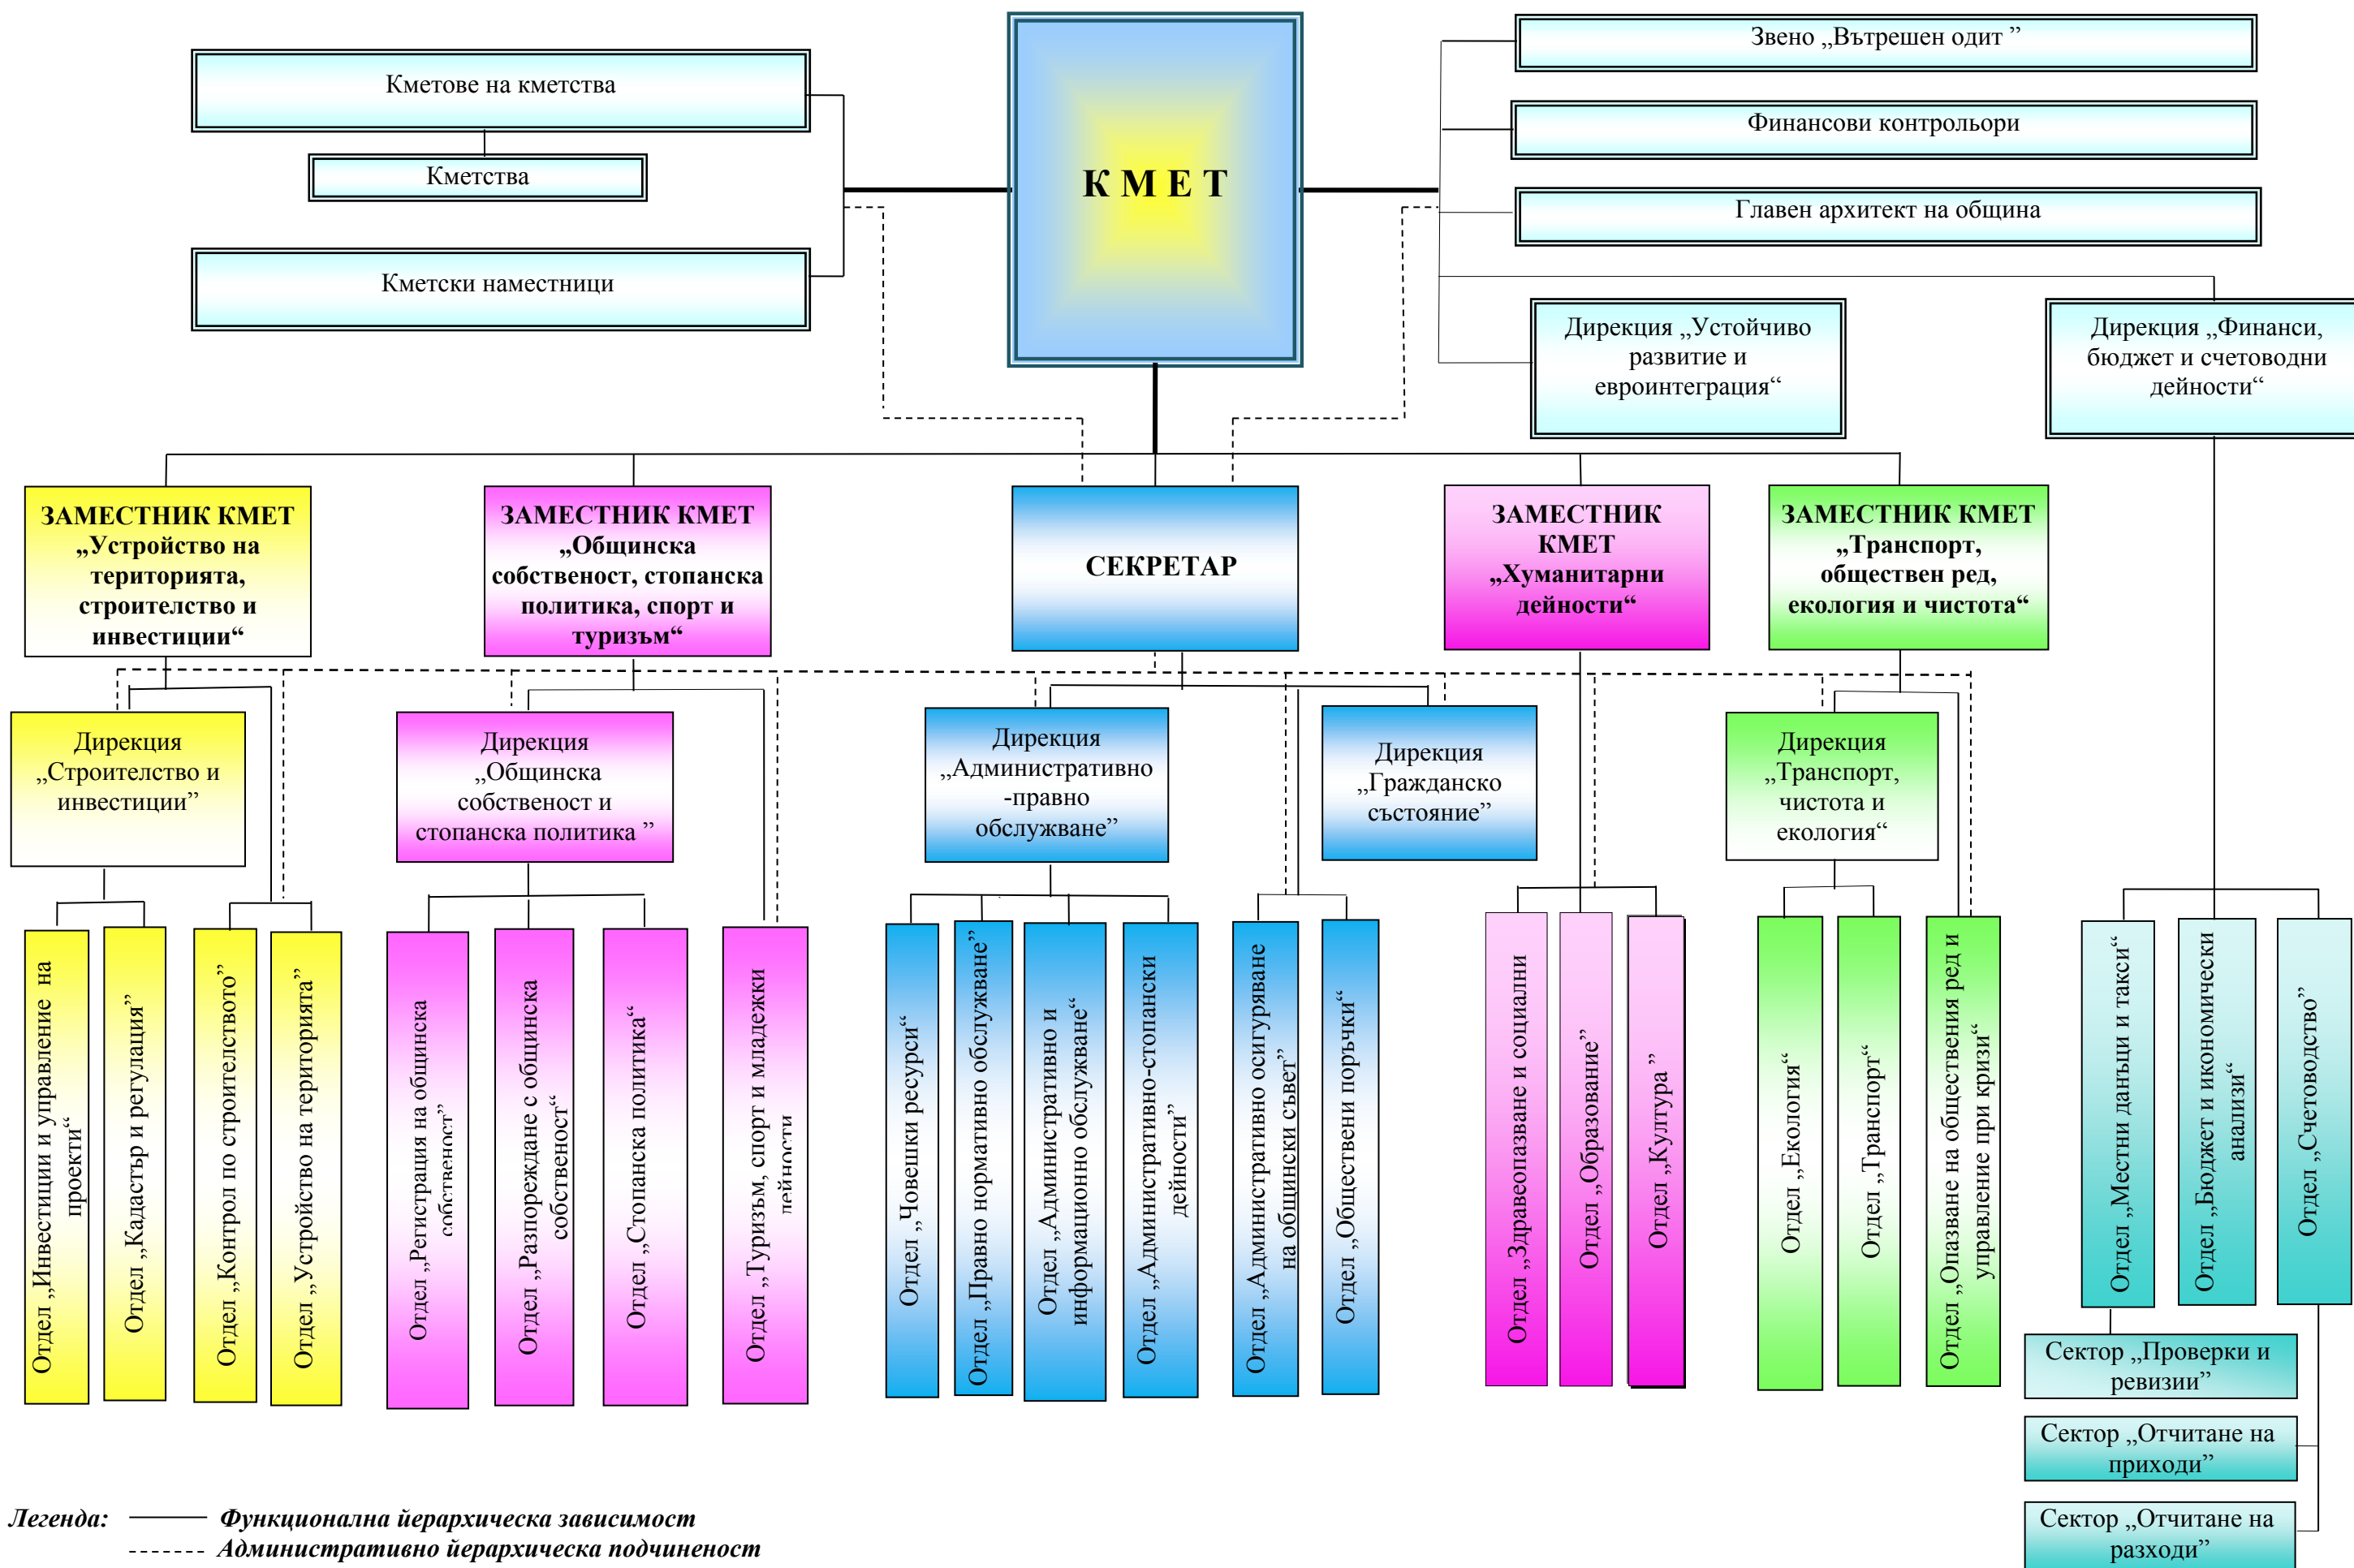 Кметове на кметства
Кметства
Кметски наместници
К М Е Т
Звено „Вътрешен одит ”
Финансови контрольори
Главен архитект на община
Дирекция „Устойчиво
развитие и
евроинтеграция“
Дирекция „Финанси,
бюджет и счетоводни
дейности“
ЗАМЕСТНИК КМЕТ
„Устройство на
територията,
строителство и
инвестиции“
ЗАМЕСТНИК КМЕТ
„Общинска
собственост, стопанска
политика, спорт и
туризъм“
СЕКРЕТАР
ЗАМЕСТНИК
КМЕТ
„Хуманитарни
дейности“
ЗАМЕСТНИК КМЕТ
„Транспорт,
обществен ред,
екология и чистота“
Дирекция
„Строителство и
инвестиции”
Дирекция
„Общинска
собственост и
стопанска политика ”
Дирекция
„Административно
-правно
обслужване”
Дирекция
„Гражданско
състояние”
Дирекция
„Транспорт,
чистота и
екология“
Отдел „Инвестиции и управление на
проекти“
Отдел „Кадастър и регулация”
Отдел „Контрол по строителството”
Отдел „Устройство на територията”
Отдел „Регистрация на общинска
собственост”
Отдел „Разпореждане с общинска
собственост“
Отдел „Стопанска политика“
Отдел „Туризъм, спорт и младежки
дейности
Отдел „Човешки ресурси“
Отдел „Правно нормативно обслужване”
Отдел „Административно и
информационно обслужване“
Отдел „Административно-стопански
дейности”
Отдел „Административно осигуряване
на общински съвет”
Отдел „Обществени поръчки“
Отдел „Здравеопазване и социални
Отдел „Образование”
Отдел „Култура”
Отдел „Екология“
Отдел „Транспорт“
Отдел „Опазване на обществения ред и
управление при кризи“
Отдел „Местни данъци и такси“
Отдел „Бюджет и икономически
анализи“
Отдел „Счетоводство”
Сектор „Проверки и
ревизии”
Сектор „Отчитане на
приходи”
Сектор „Отчитане на
разходи”
Легенда: Функционална йерархическа зависимост
Административно йерархическа подчиненост